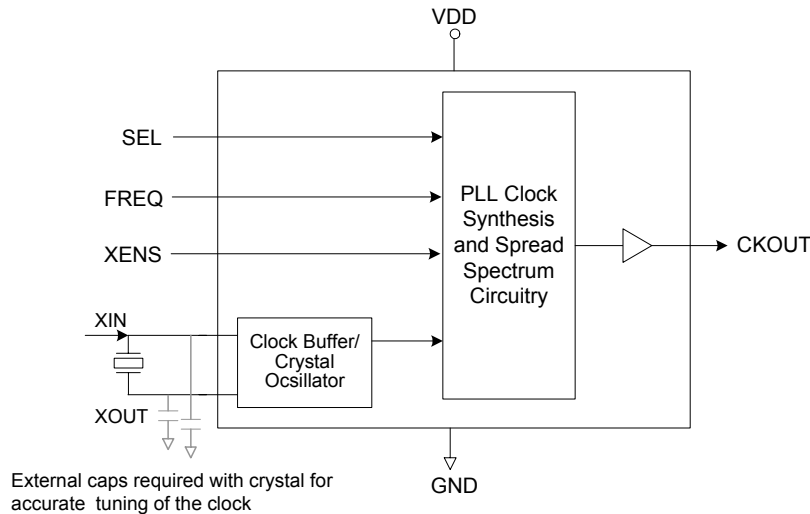 VDD
SEL
FREQ
XENS
PLL Clock
Synthesis
and Spread
Spectrum
Circuitry
CKOUT
XIN
Clock Buffer/
Crystal
Ocsillator
XOUT
GND
External caps required with crystal for
accurate tuning of the clock